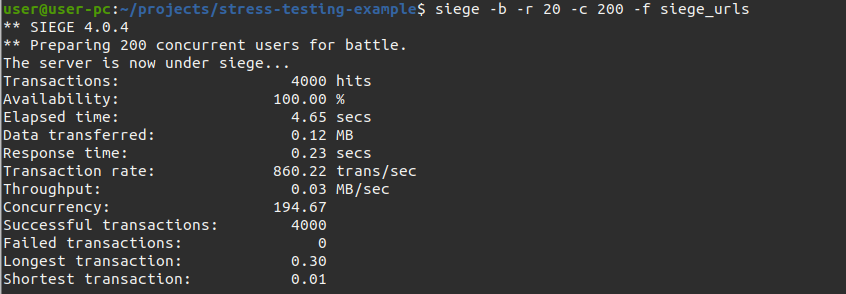 user@user-pc:~/projects/stress-testing-example$ siege -b -r 20 -c 200 -f siege_urls
** SIEGE 4.0.4
** Preparing 200 concurrent users for battle.
The server is now under siege...
Transactions: 4000 hits
Availability: 100.00 %
Elapsed time: 4.65 secs
Data transferred: 0.12 MB
Response time: 0.23 secs
Transaction rate: 860.22 trans/sec
Throughput: 0.03 MB/sec
Concurrency: 194.67
Successful transactions: 4000
Failed transactions: 0
Longest transaction: 0.30
Shortest transaction: 0.01